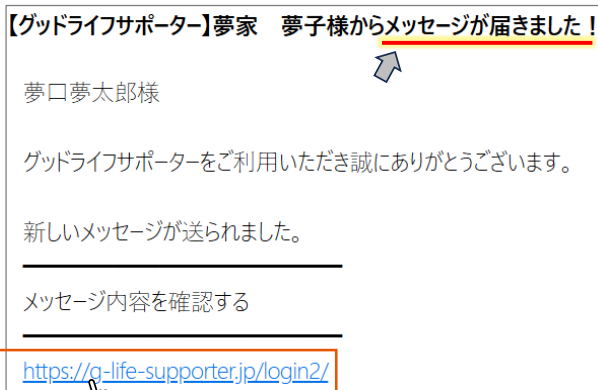 【グッドライフサポーター】夢家　夢子様からメッセージが届きました！
夢口夢太郎様
グッドライフサポーターをご利用いただき誠にありがとうございます。
新しいメッセージが送られました。
メッセージ内容を確認する
https://g-life-supporter.jp/login2/